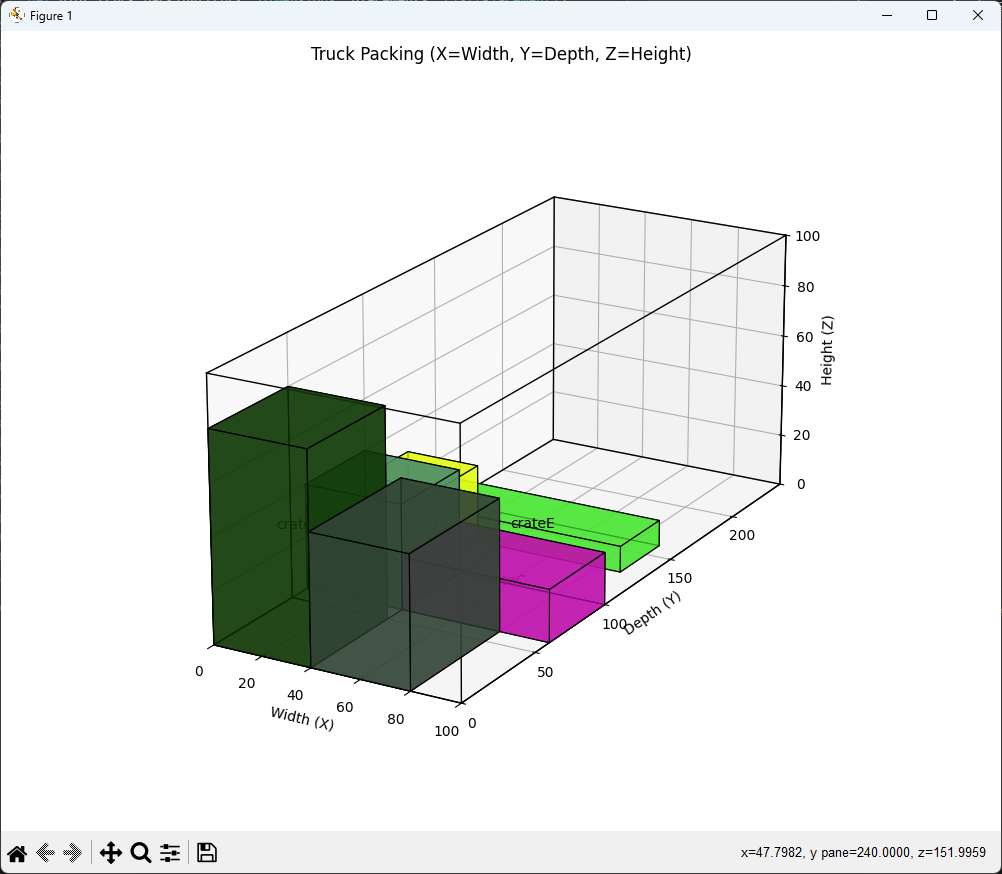 Figure 1
Truck Packing (X=Width, Y=Depth, Z=Height)
100
80
60
40
20
0
Height (Z)
crate
crateE
200
150
100
50
0
Depth (Y)
0
20
40
60
80
100
Width (X)
x=47.7982, y pane=240.0000, z=151.9959